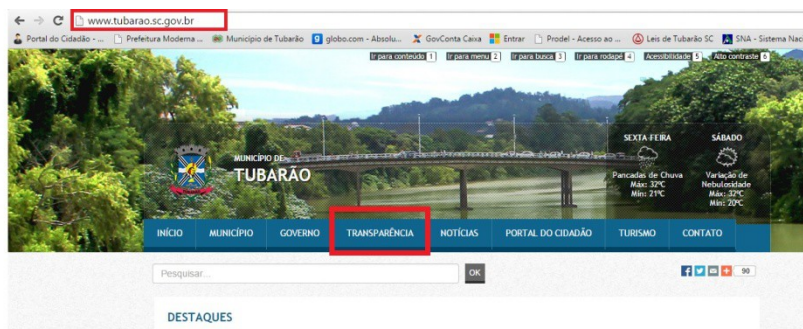 www.tubarao.sc.gov.br
Portal do Cidadão - ... Prefeitura Moderna ... Município de Tubarão globo.com - Absolu... GovConta Caixa Entrar Prodel - Acesso ao ... Leis de Tubarão SC SNA - Sistema Nac
Ir para conteúdo 1 Ir para menu 2 Ir para busca 3 Ir para rodapé 4 Acessibilidade 5 Alto contraste 6
SEXTA-FEIRA SÁBADO
MUNICÍPIO DE
TUBARÃO
Pancadas de Chuva Variação de
Máx: 32ºC Nebulosidade
Mín: 21ºC Máx: 32ºC
Mín: 20ºC
INÍCIO MUNICÍPIO GOVERNO TRANSPARÊNCIA NOTÍCIAS PORTAL DO CIDADÃO TURISMO CONTATO
Pesquisar... OK 90
DESTAQUES